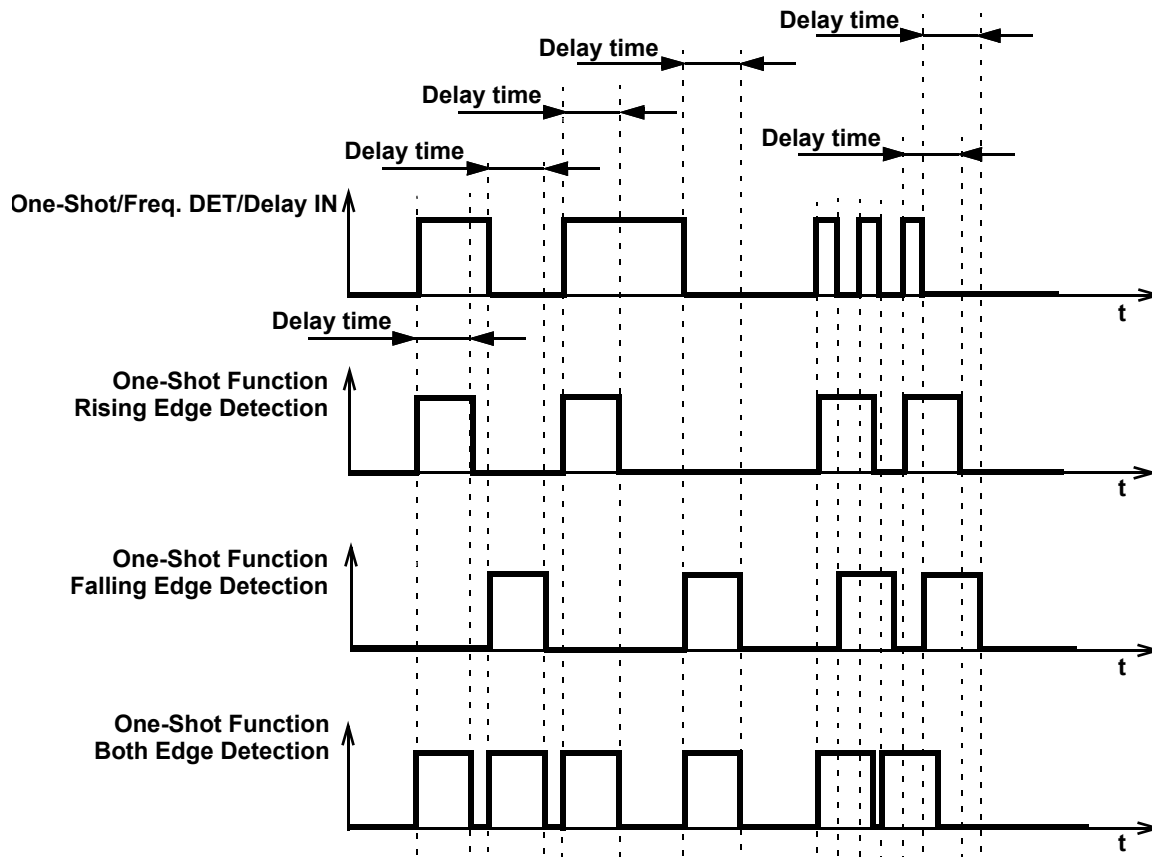 Delay time
Delay time
Delay time
Delay time
Delay time
One-Shot/Freq. DET/Delay IN
t
Delay time
One-Shot Function
Rising Edge Detection
t
One-Shot Function
Falling Edge Detection
t
One-Shot Function
Both Edge Detection
t